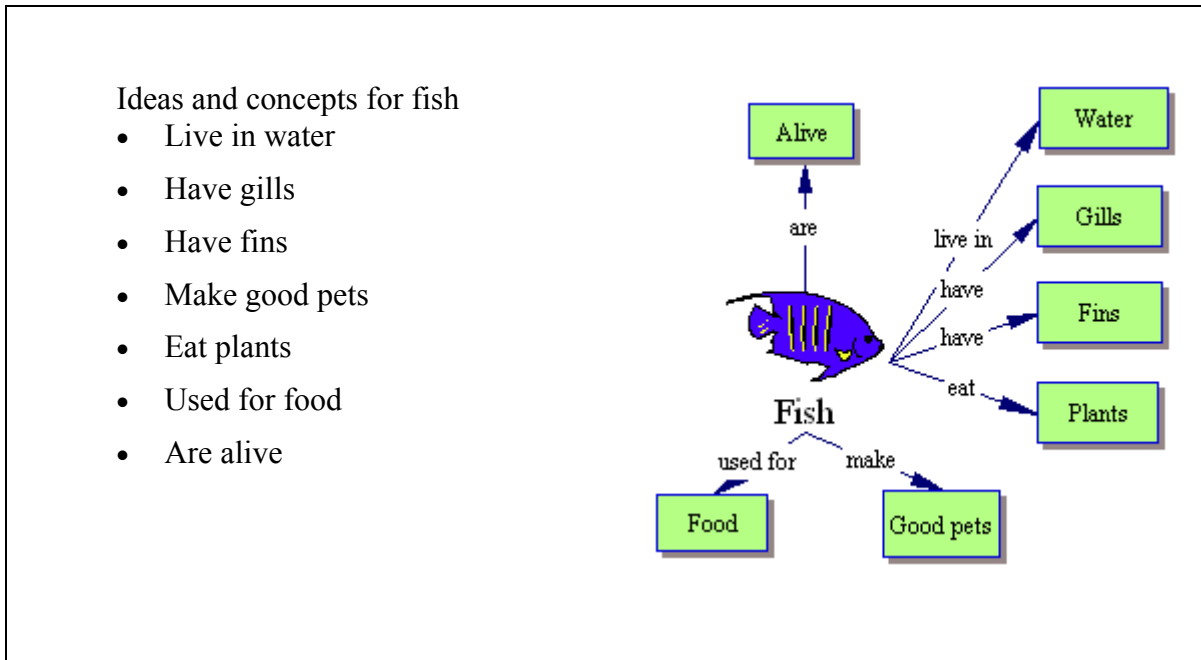 Ideas and concepts for fish
• Live in water
• Have gills
• Have fins
• Make good pets
• Eat plants
• Used for food
• Are alive
Alive
are
Water
live in
Gills
have
Fins
have
Plants
eat
Fish
used for
make
Food
Good pets